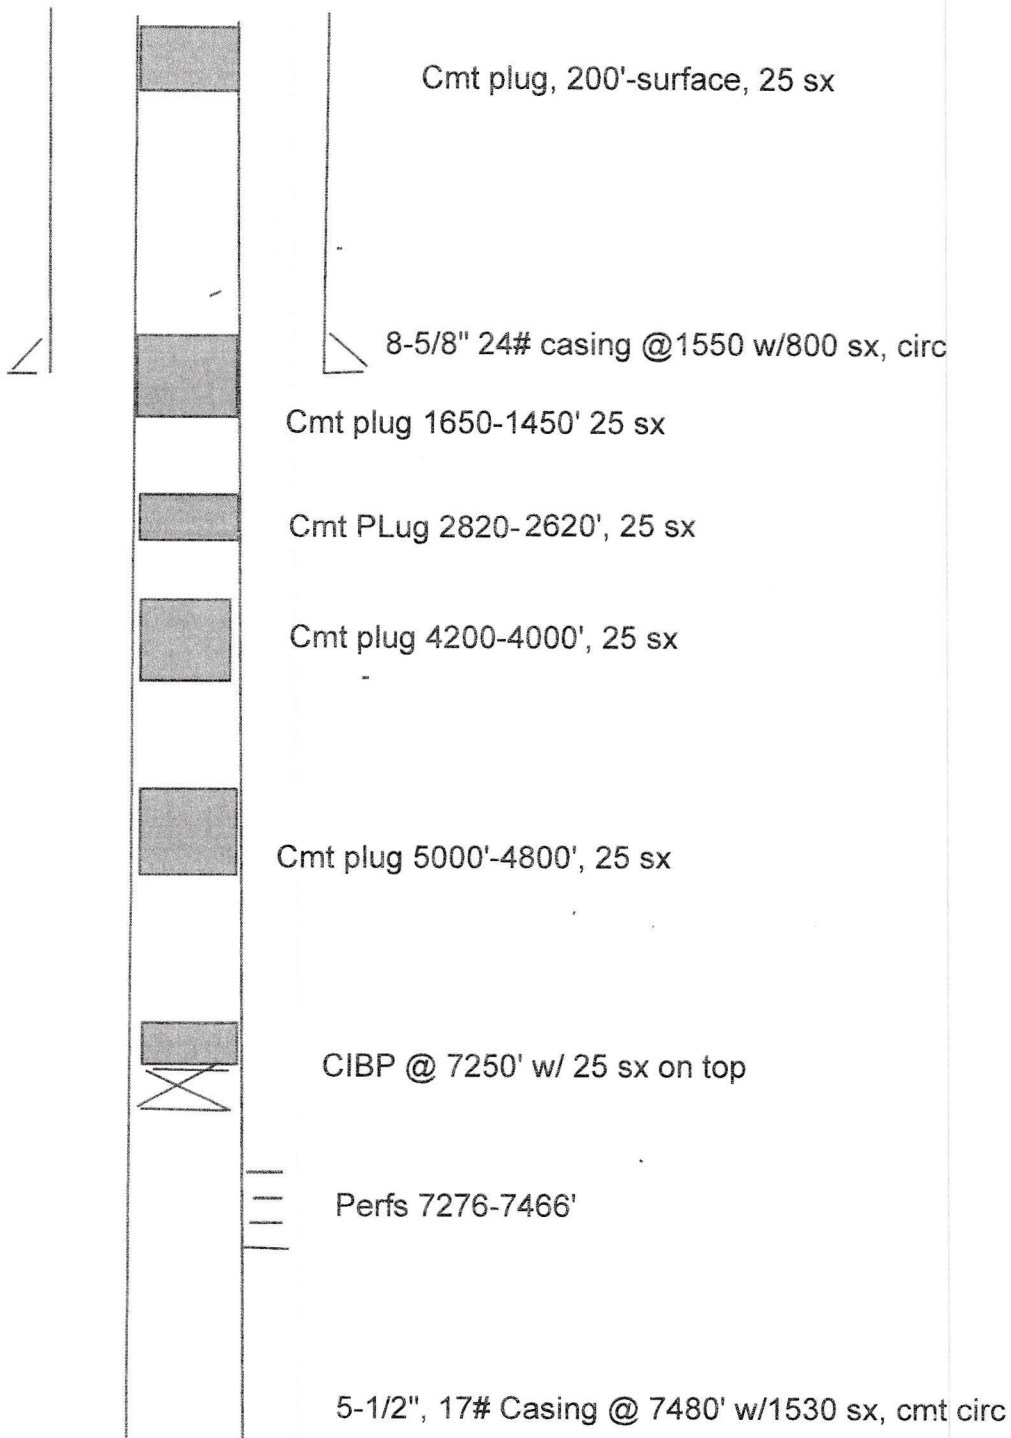 Cmt plug, 200'-surface, 25 sx
8-5/8" 24# casing @1550 w/800 sx, circ
Cmt plug 1650-1450' 25 sx
Cmt PLug 2820-2620', 25 sx
Cmt plug 4200-4000', 25 sx
Cmt plug 5000'-4800', 25 sx
CIBP @ 7250' w/ 25 sx on top
Perfs 7276-7466'
5-1/2", 17# Casing @ 7480' w/1530 sx, cmt circ